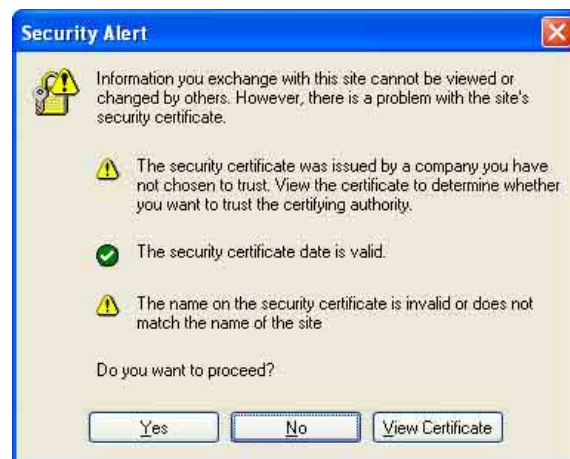 Security Alert
Information you exchange with this site cannot be viewed or
changed by others. However, there is a problem with the site's
security certificate.
The security certificate was issued by a company you have
not chosen to trust. View the certificate to determine whether
you want to trust the certifying authority.
The security certificate date is valid.
The name on the security certificate is invalid or does not
match the name of the site
Do you want to proceed?
Yes No View Certificate